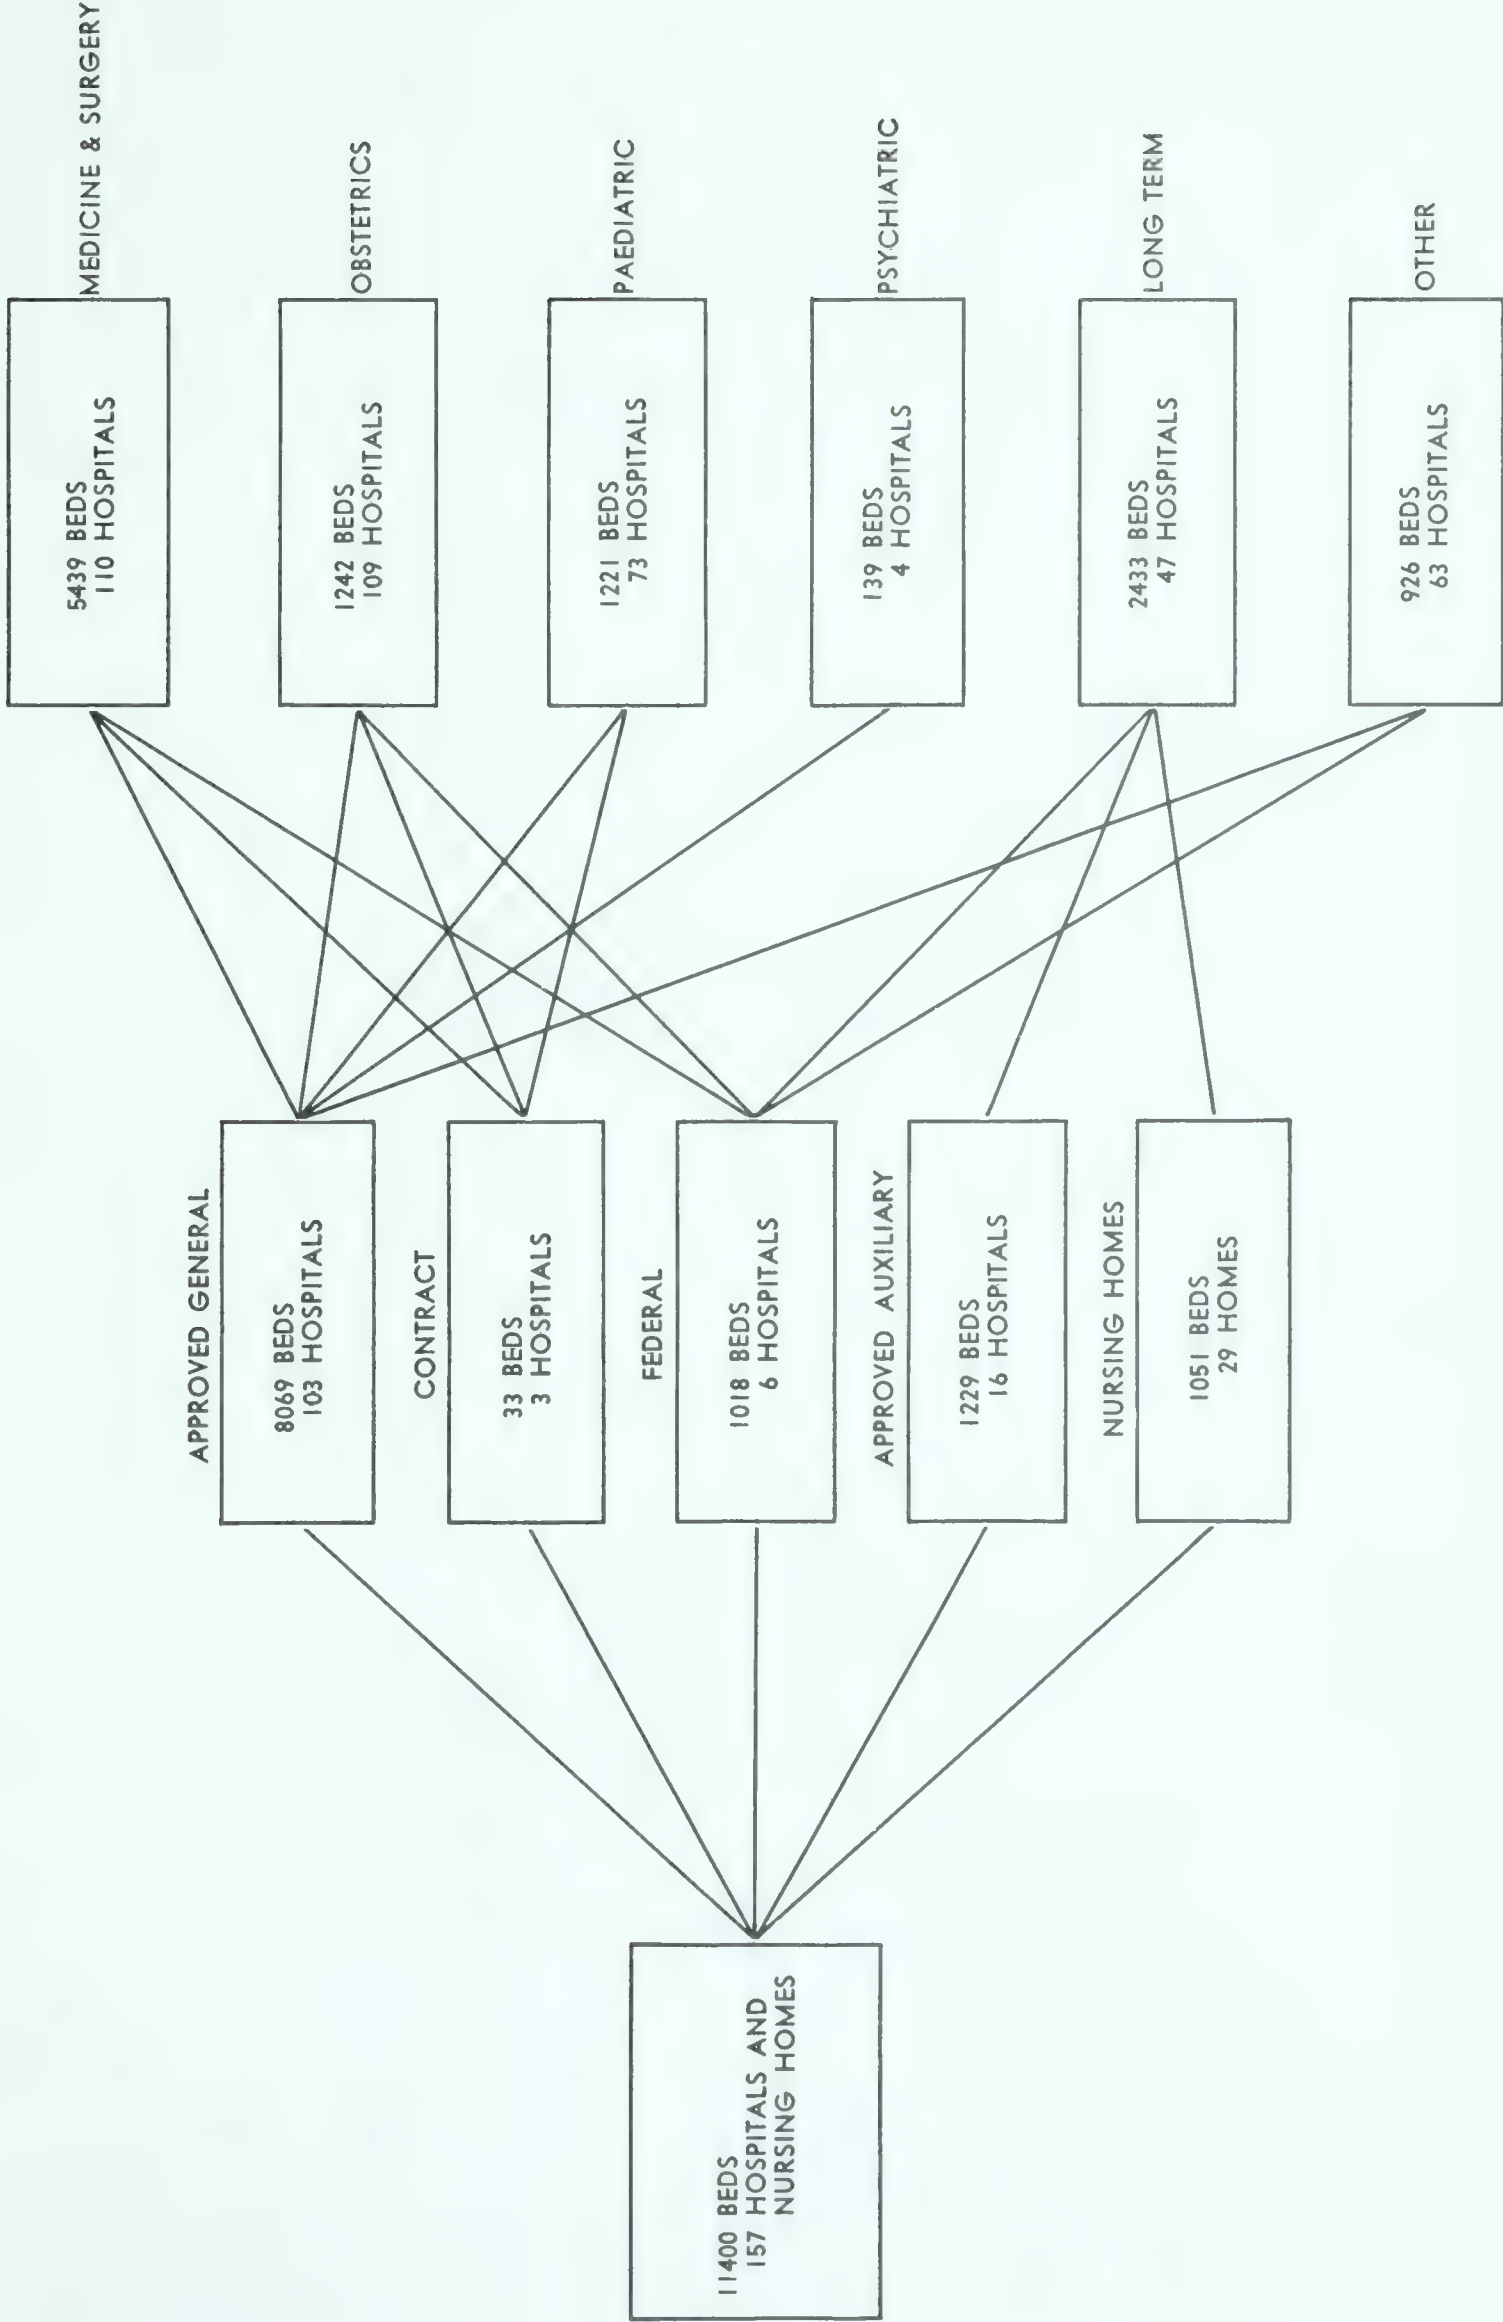 11400 BEDS
157 HOSPITALS AND
NURSING HOMES
APPROVED GENERAL
8069 BEDS
103 HOSPITALS
CONTRACT
33 BEDS
3 HOSPITALS
FEDERAL
1018 BEDS
6 HOSPITALS
APPROVED AUXILIARY
1229 BEDS
16 HOSPITALS
NURSING HOMES
1051 BEDS
29 HOMES
5439 BEDS
110 HOSPITALS
MEDICINE & SURGERY
1242 BEDS
109 HOSPITALS
OBSTETRICS
1221 BEDS
73 HOSPITALS
PAEDIATRIC
139 BEDS
4 HOSPITALS
PSYCHIATRIC
2433 BEDS
47 HOSPITALS
LONG TERM
926 BEDS
63 HOSPITALS
OTHER